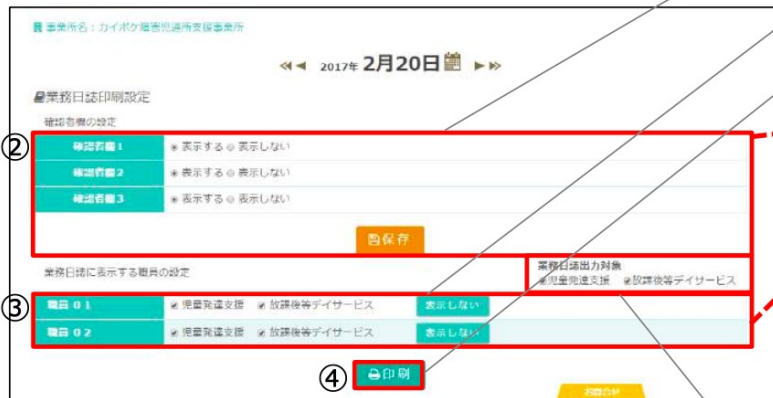 事業所名:カイポケ障害児通所支援事業所
2017年 2月20日
業務日誌印刷設定
確認者欄の設定
②
確認者欄1 表示する 表示しない
確認者欄2 表示する 表示しない
確認者欄3 表示する 表示しない
保存
業務日誌に表示する職員の設定
業務日誌出力対象
児童発達支援 放課後等デイサービス
③
職員 01 児童発達支援 放課後等デイサービス 表示しない
職員 02 児童発達支援 放課後等デイサービス 表示しない
④ 印刷
お問合せ